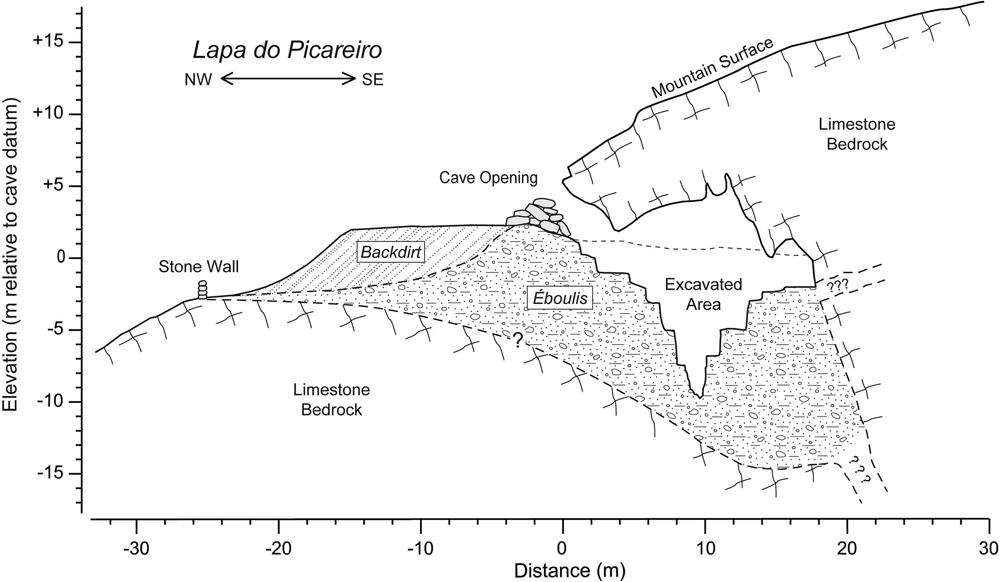 Lapa do Picareiro
NW
SE
Mountain Surface
Limestone
Bedrock
Cave Opening
Stone Wall
Backdirt
Éboulis
Excavated
Area
???
?
Limestone
Bedrock
???
Elevation (m relative to cave datum)
+15
+10
+5
0
-5
-10
-15
-30
-20
-10
0
10
20
30
Distance (m)